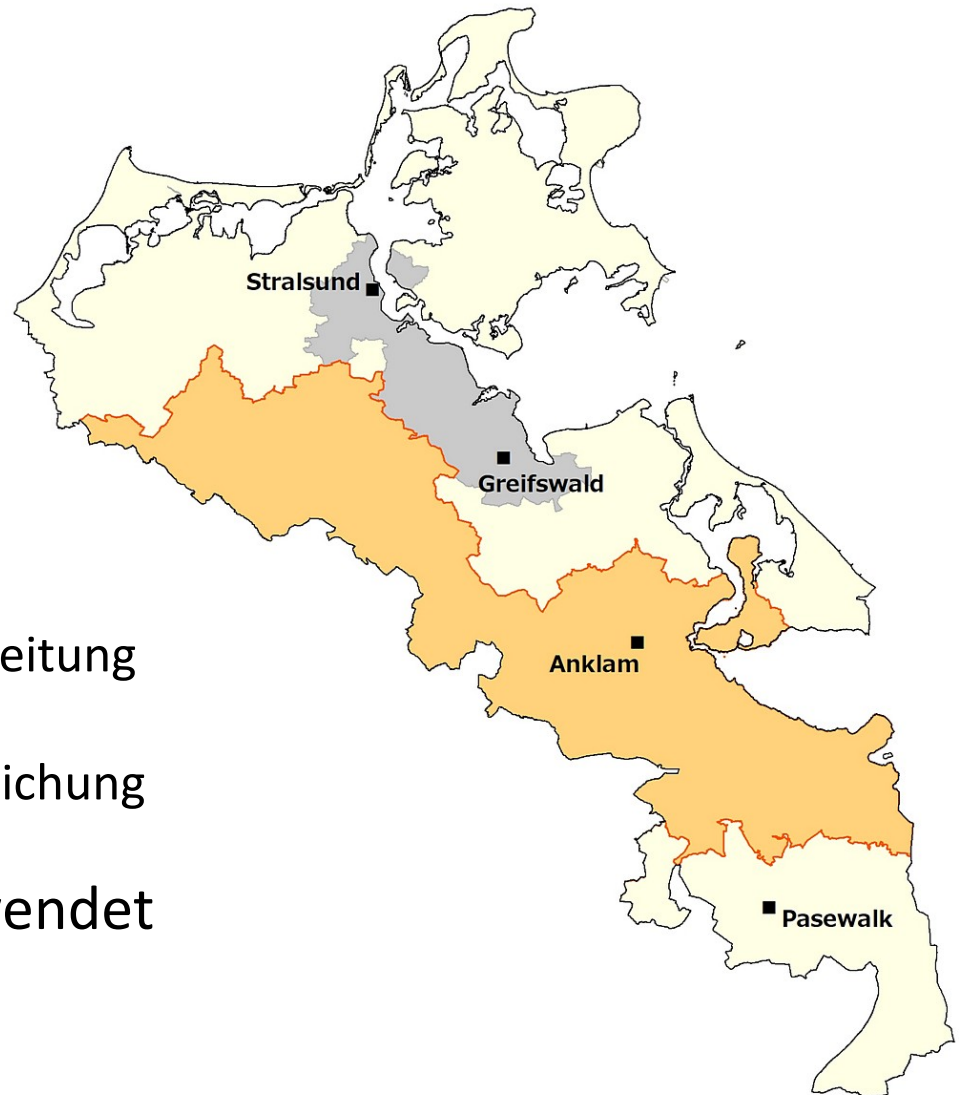 Stralsund
Greifswald
eitung
Anklam
ichung
endet
Pasewalk